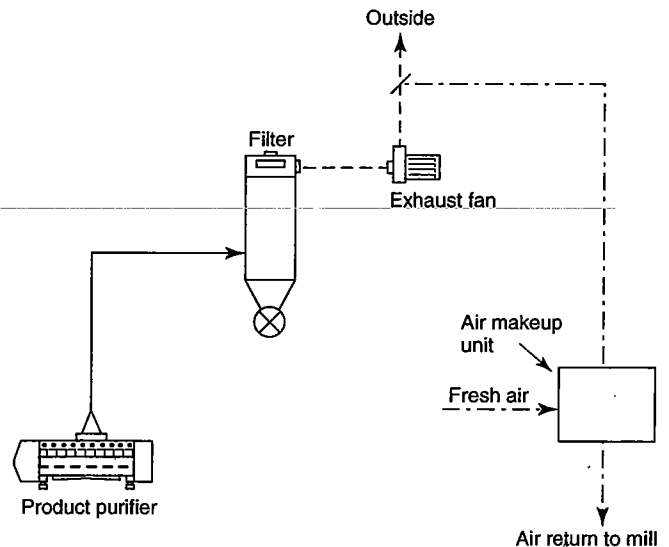 Outside
Filter
Exhaust fan
Air makeup
unit
Fresh air
Product purifier
Air return to mill